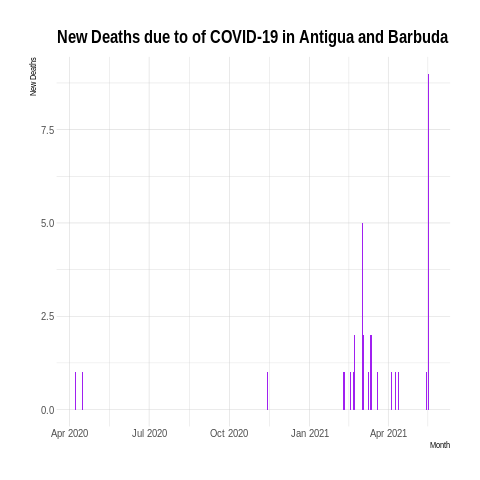 New Deaths due to of COVID-19 in Antigua and Barbuda
New Deaths
7.5
5.0
2.5
0.0
Apr 2020 Jul 2020 Oct 2020 Jan 2021 Apr 2021
Month